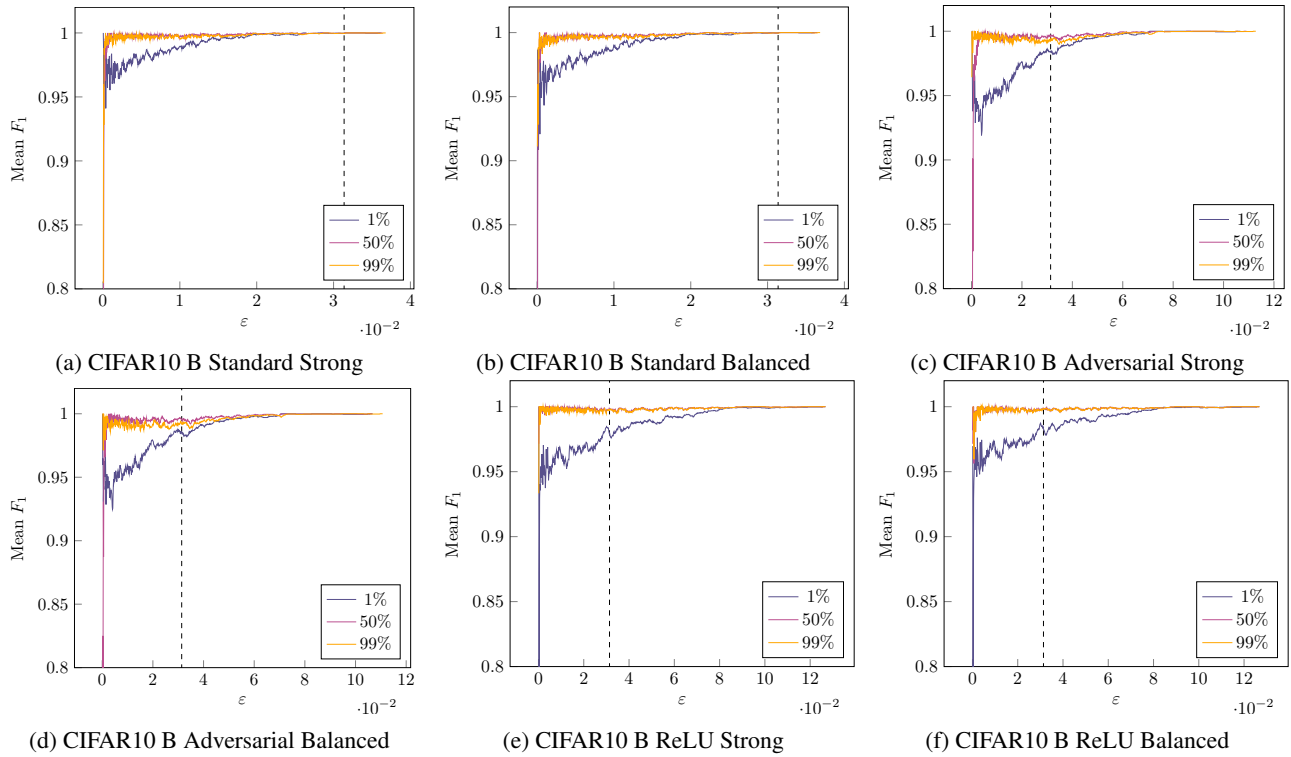 1
0.95
0.9
0.85
0.8
Mean F₁
0 1 2 3 4
ε
·10⁻²
1%
50%
99%
(a) CIFAR10 B Standard Strong
1
0.95
0.9
0.85
0.8
Mean F₁
0 1 2 3 4
ε
·10⁻²
1%
50%
99%
(b) CIFAR10 B Standard Balanced
1
0.95
0.9
0.85
0.8
Mean F₁
0 2 4 6 8 10 12
ε
·10⁻²
1%
50%
99%
(c) CIFAR10 B Adversarial Strong
1
0.95
0.9
0.85
0.8
Mean F₁
0 2 4 6 8 10 12
ε
·10⁻²
1%
50%
99%
(d) CIFAR10 B Adversarial Balanced
1
0.95
0.9
0.85
0.8
Mean F₁
0 2 4 6 8 10 12
ε
·10⁻²
1%
50%
99%
(e) CIFAR10 B ReLU Strong
1
0.95
0.9
0.85
0.8
Mean F₁
0 2 4 6 8 10 12
ε
·10⁻²
1%
50%
99%
(f) CIFAR10 B ReLU Balanced